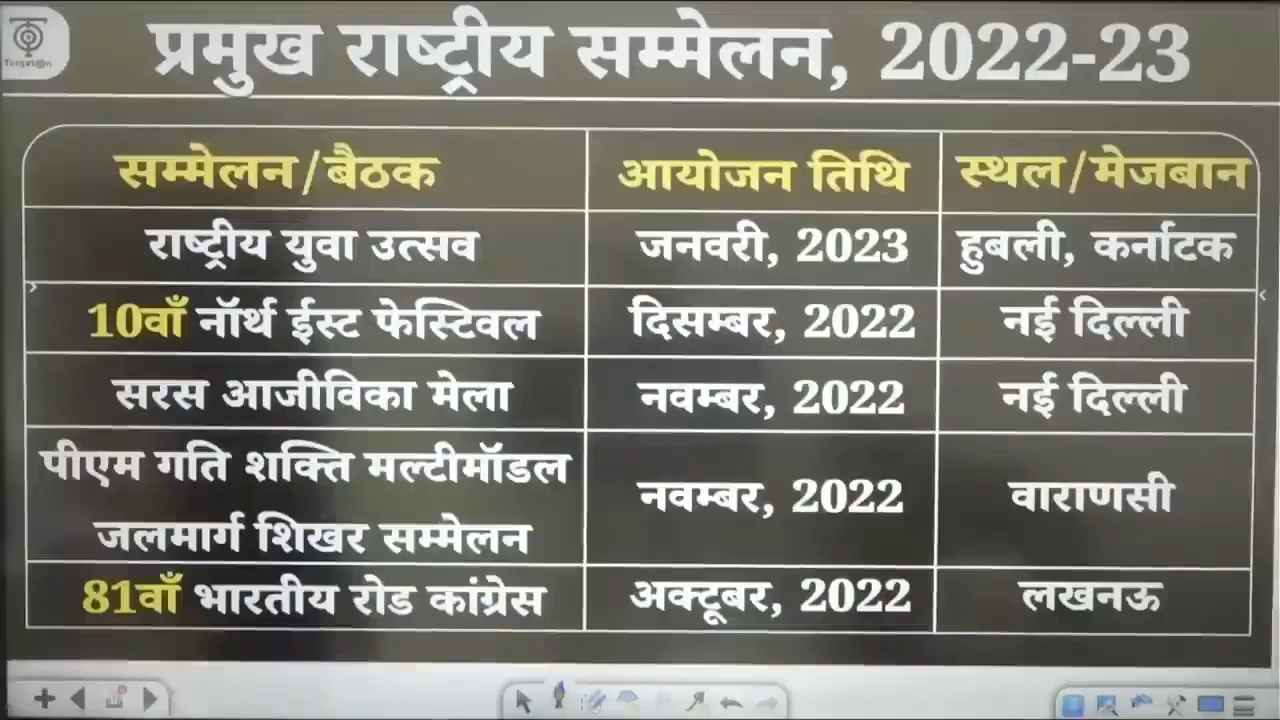 Target@n
प्रमुख राष्ट्रीय सम्मेलन, 2022-23
सम्मेलन/बैठक आयोजन तिथि स्थल/मेजबान
राष्ट्रीय युवा उत्सव जनवरी, 2023 हुबली, कर्नाटक
10वाँ नॉर्थ ईस्ट फेस्टिवल दिसम्बर, 2022 नई दिल्ली
सरस आजीविका मेला नवम्बर, 2022 नई दिल्ली
पीएम गति शक्ति मल्टीमॉडल
जलमार्ग शिखर सम्मेलन नवम्बर, 2022 वाराणसी
81वाँ भारतीय रोड कांग्रेस अक्टूबर, 2022 लखनऊ